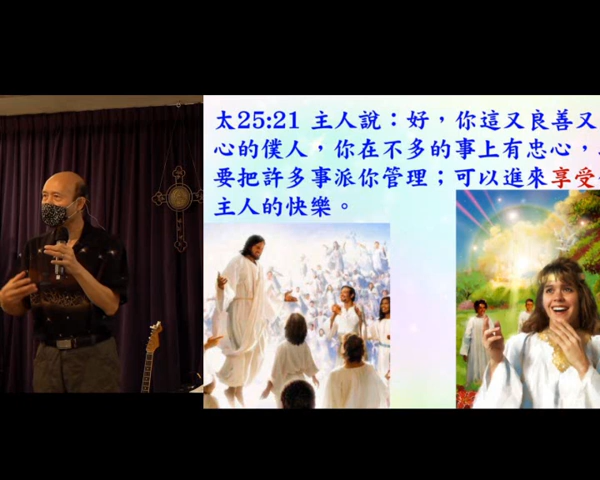 太25:21 主人說：好，你這又良善又
心的僕人，你在不多的事上有忠心，
要把許多事派你管理；可以進來享受
主人的快樂。